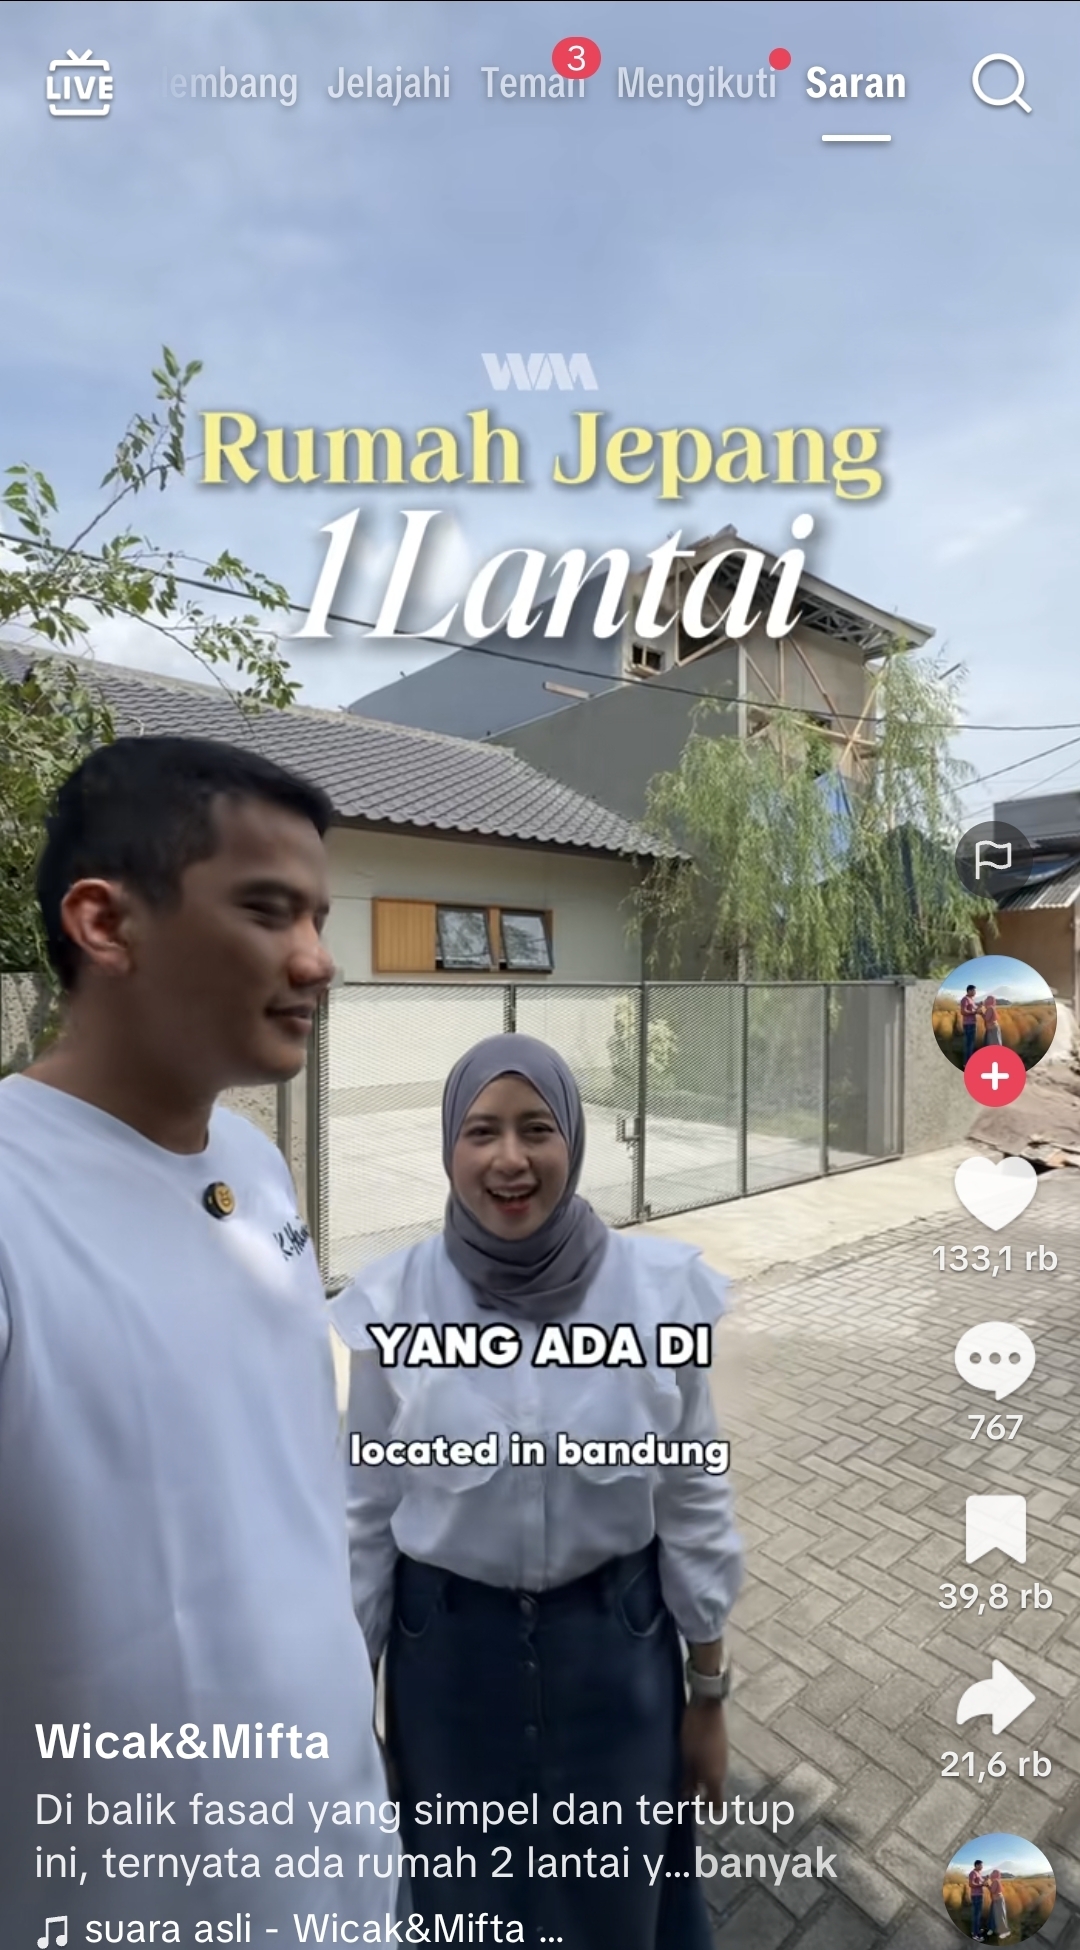 LIVE
embang Jelajahi Teman 3 Mengikuti Saran
WM
Rumah Jepang
1 Lantai
133,1 rb
YANG ADA DI
767
located in bandung
39,8 rb
21,6 rb
Wicak&Mifta
Di balik fasad yang simpel dan tertutup
ini, ternyata ada rumah 2 lantai y...banyak
suara asli - Wicak&Mifta ...